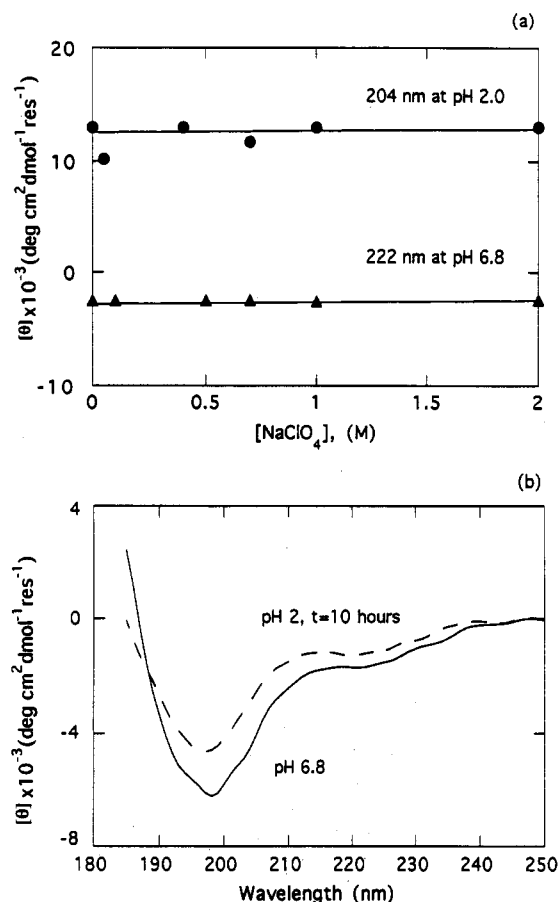 (a)
20
204 nm at pH 2.0
10
222 nm at pH 6.8
0
-10
[θ]x10⁻³(deg cm²dmol⁻¹res⁻¹)
0 0.5 1 1.5 2
[NaClO₄], (M)
(b)
4
0
pH 2, t=10 hours
-4
pH 6.8
-8
[θ]x10⁻³(deg cm²dmol⁻¹res⁻¹)
180 190 200 210 220 230 240 250
Wavelength (nm)